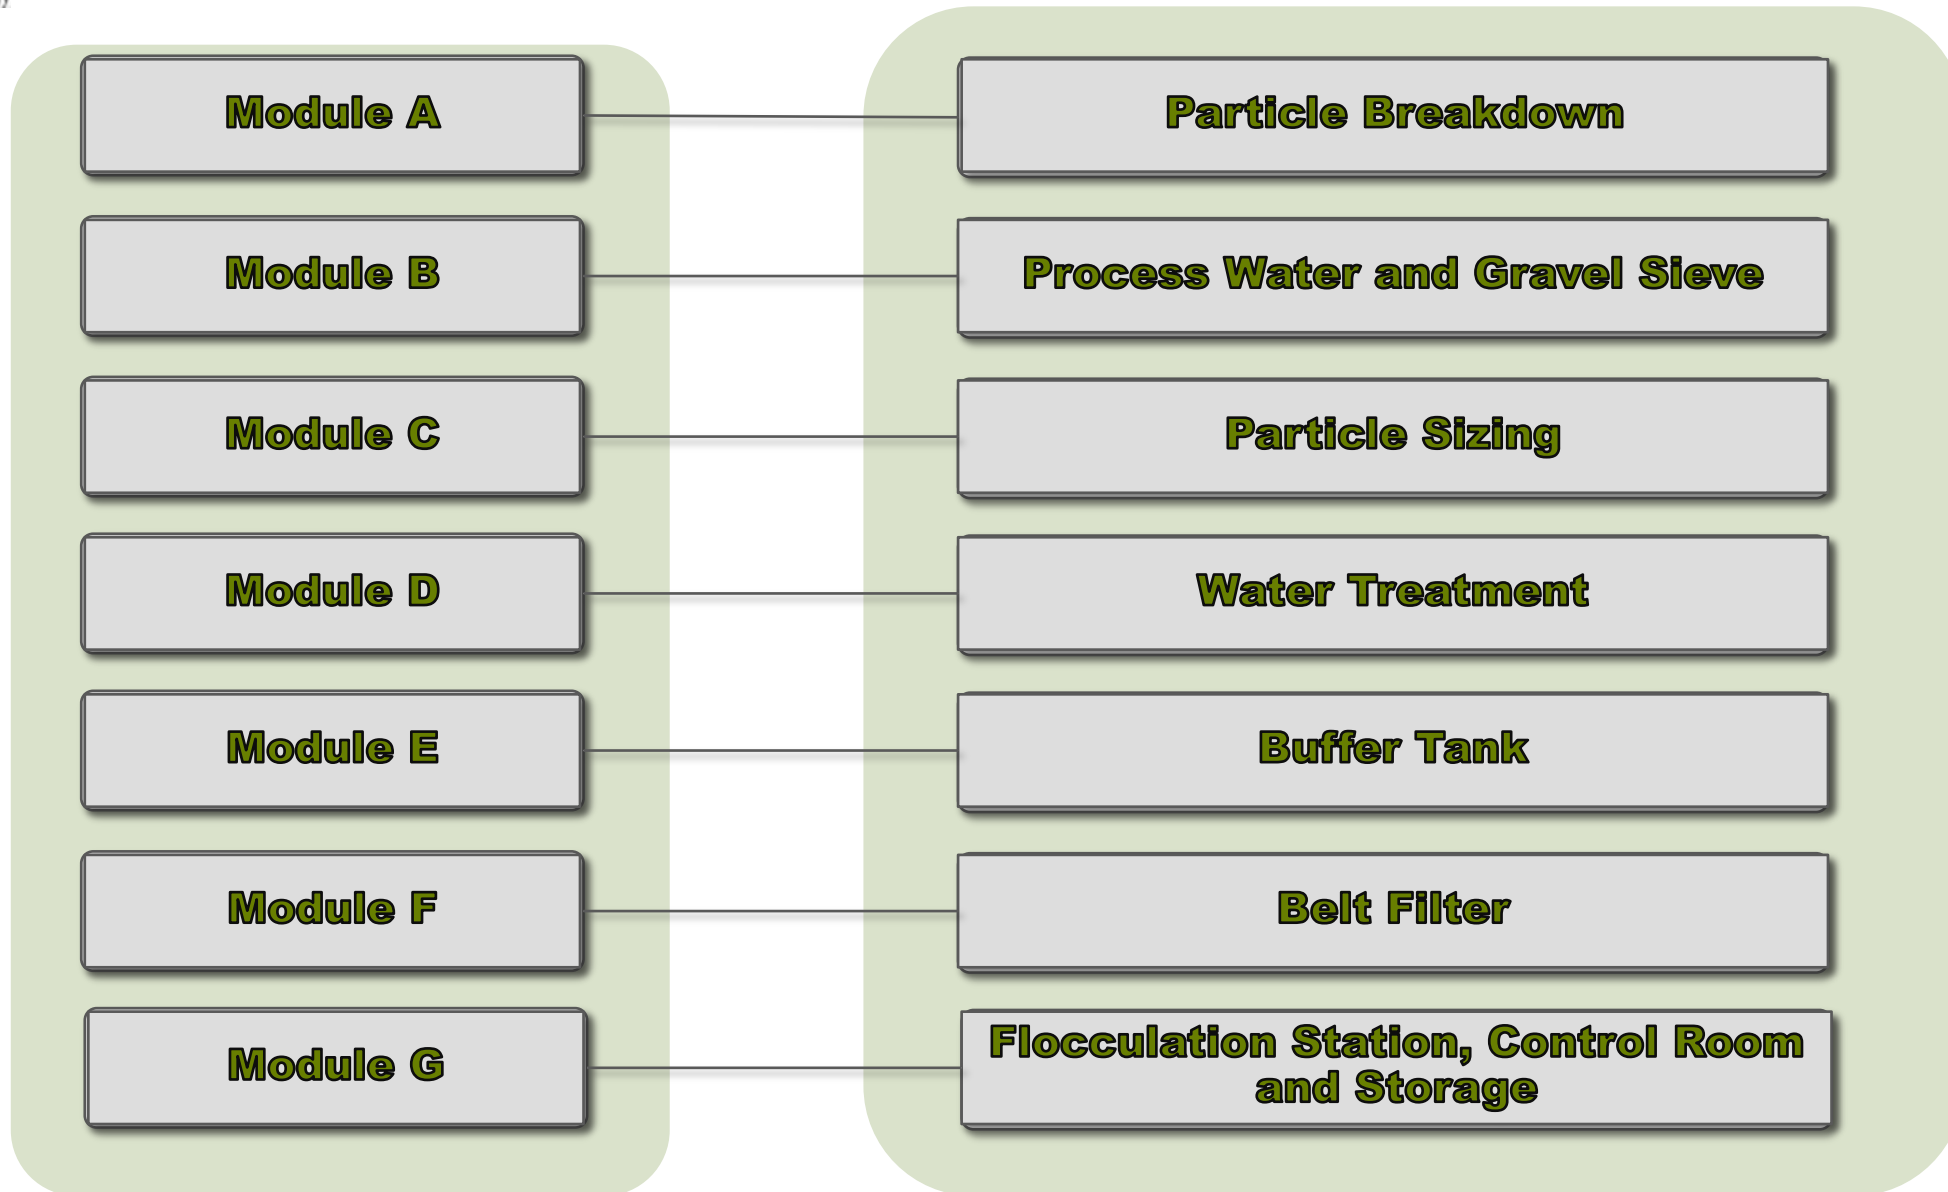 Module A
Particle Breakdown
Module B
Process Water and Gravel Sieve
Module C
Particle Sizing
Module D
Water Treatment
Module E
Buffer Tank
Module F
Belt Filter
Module G
Flocculation Station, Control Room
and Storage